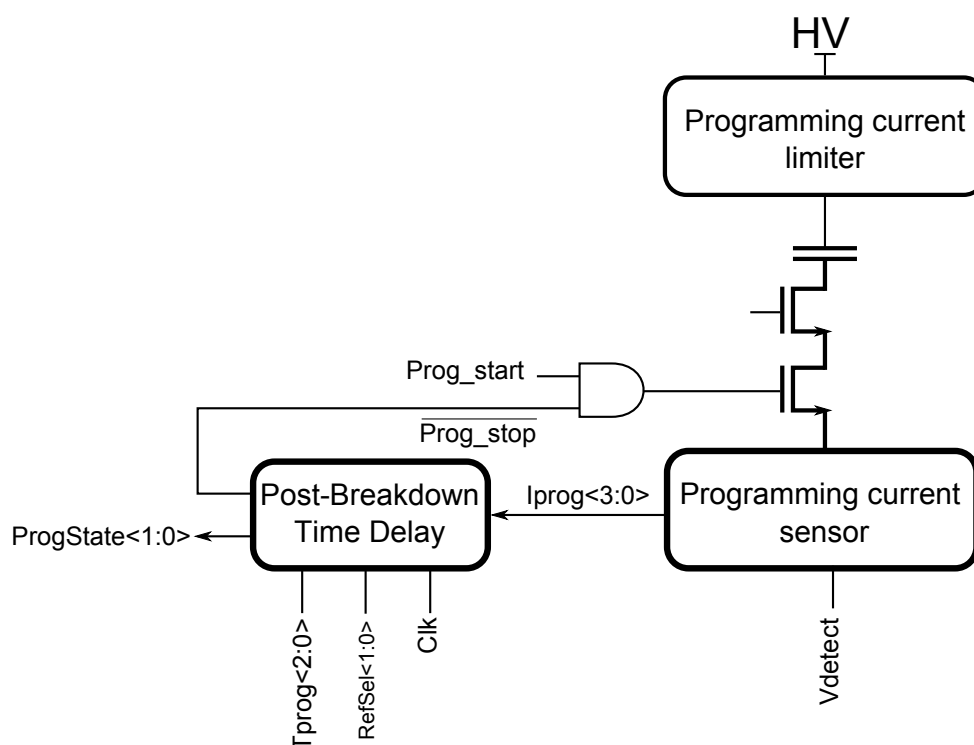 HV
Programming current
limiter
Prog_start
Prog_stop
Post-Breakdown
Time Delay
Iprog<3:0>
Programming current
sensor
ProgState<1:0>
Tprog<2:0>
RefSel<1:0>
Clk
Vdetect